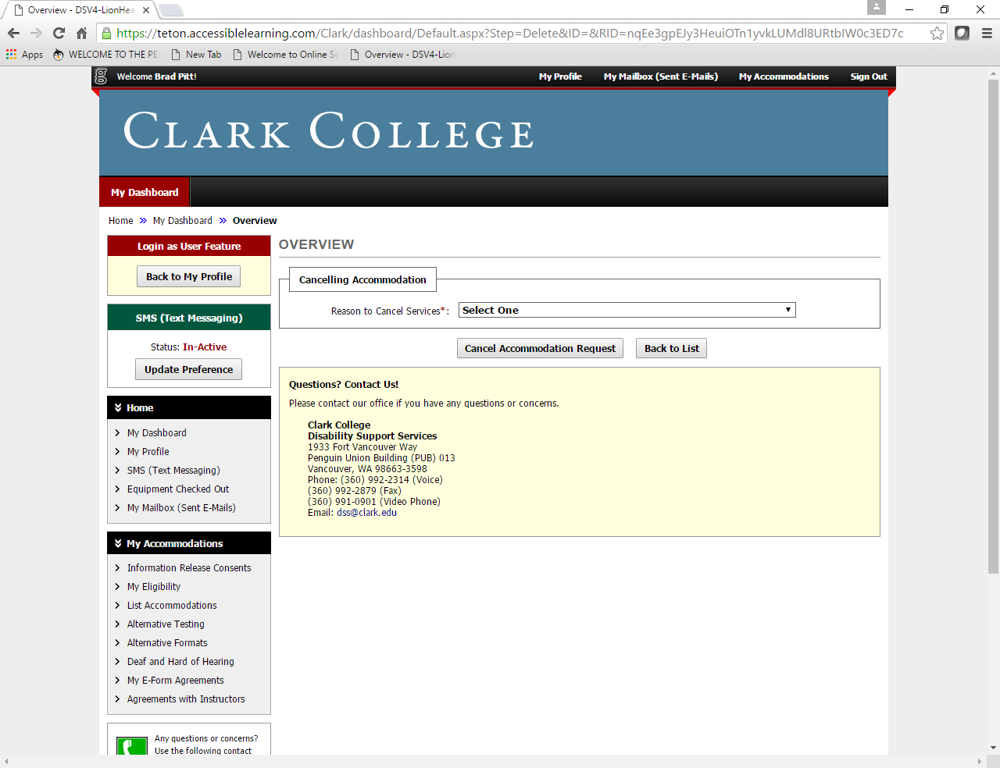 Overview - DSV4-LionHea
https://teton.accessiblelearning.com/Clark/dashboard/Default.aspx?Step=Delete&ID=&RID=nqEe3gpEJy3HeuiOTn1yvkLUMdl8URtbIW0c3ED7c
Apps WELCOME TO THE PE New Tab Welcome to Online Se Overview - DSV4-Lion
g Welcome Brad Pitt! My Profile My Mailbox (Sent E-Mails) My Accommodations Sign Out
CLARK COLLEGE
My Dashboard
Home » My Dashboard » Overview
Login as User Feature
Back to My Profile
SMS (Text Messaging)
Status: In-Active
Update Preference
Home
My Dashboard
My Profile
SMS (Text Messaging)
Equipment Checked Out
My Mailbox (Sent E-Mails)
My Accommodations
Information Release Consents
My Eligibility
List Accommodations
Alternative Testing
Alternative Formats
Deaf and Hard of Hearing
My E-Form Agreements
Agreements with Instructors
Any questions or concerns?
Use the following contact
OVERVIEW
Cancelling Accommodation
Reason to Cancel Services*: Select One
Cancel Accommodation Request Back to List
Questions? Contact Us!
Please contact our office if you have any questions or concerns.
Clark College
Disability Support Services
1933 Fort Vancouver Way
Penguin Union Building (PUB) 013
Vancouver, WA 98663-3598
Phone: (360) 992-2314 (Voice)
(360) 992-2879 (Fax)
(360) 991-0901 (Video Phone)
Email: dss@clark.edu